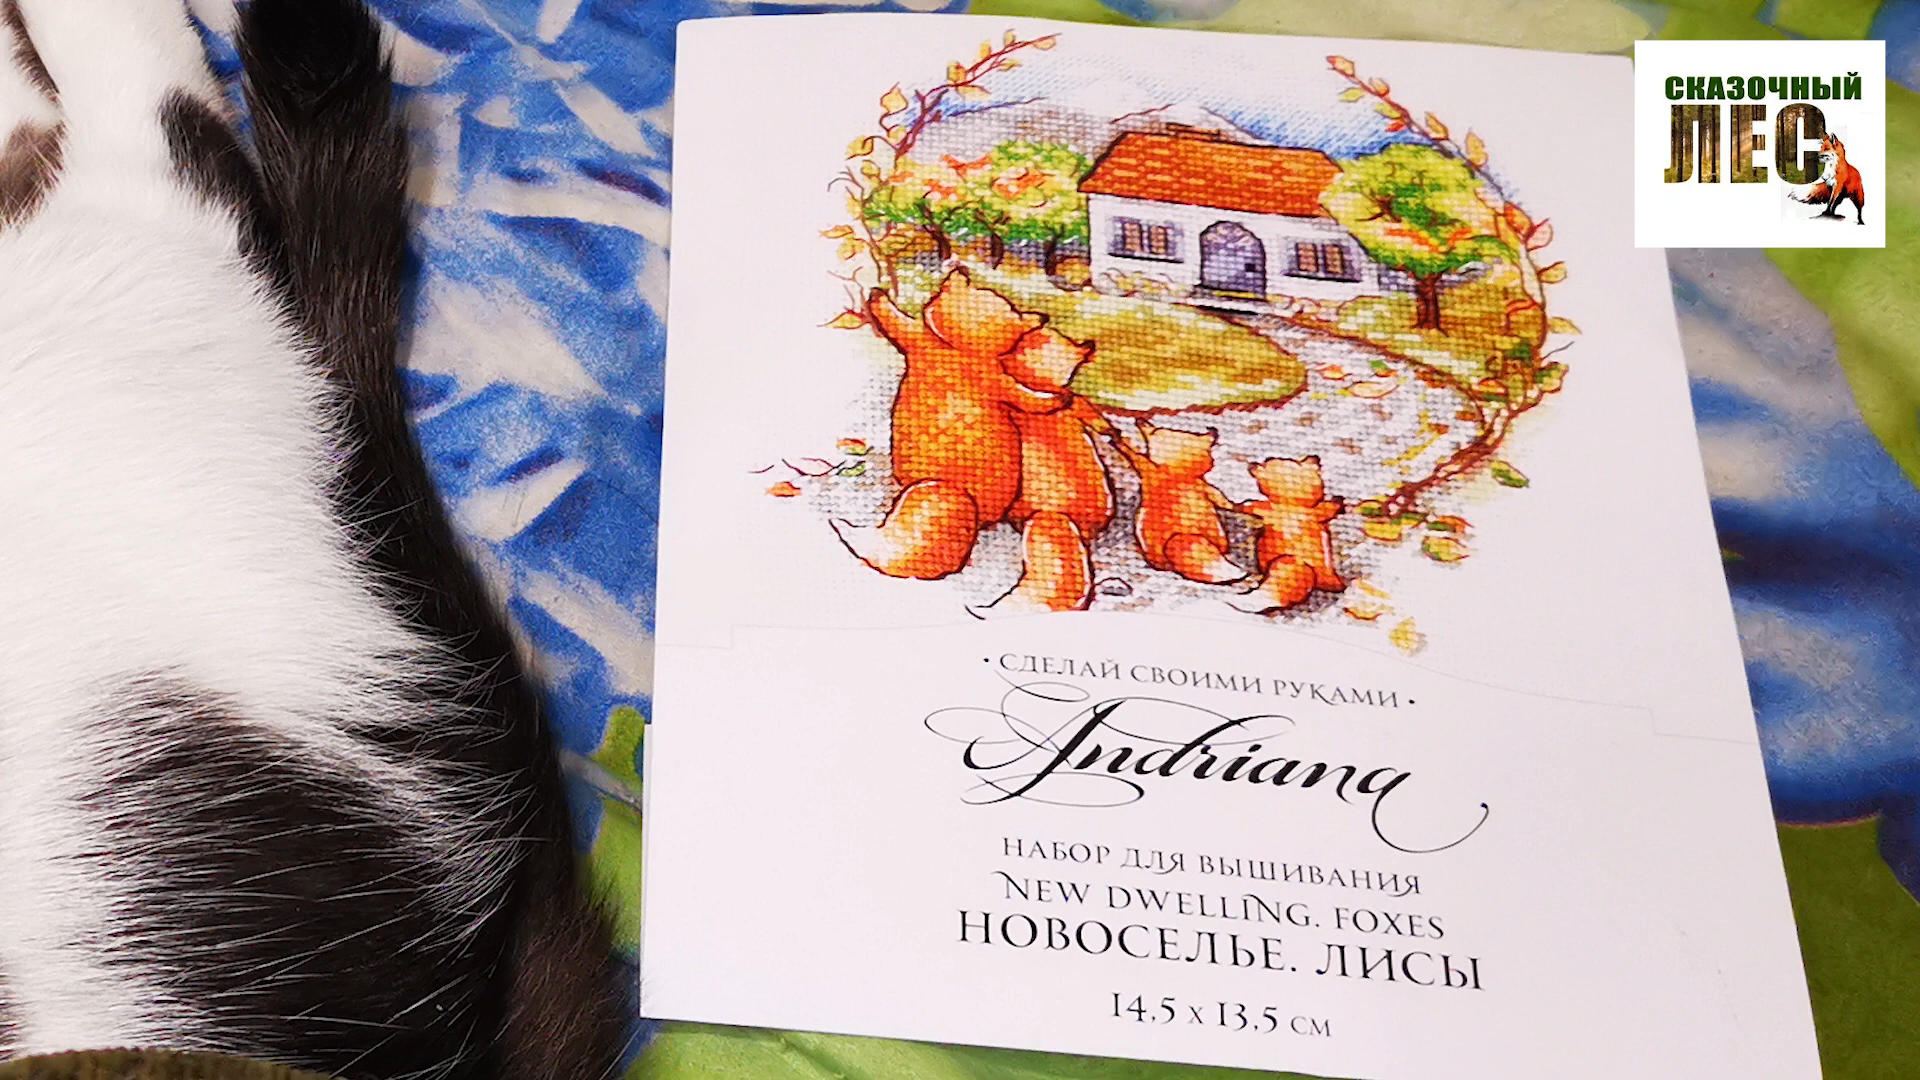 СКАЗОЧНЫЙ
ЛЕС
• СДЕЛАЙ СВОИМИ РУКАМИ •
Andriana
НАБОР ДЛЯ ВЫШИВАНИЯ
NEW DWELLING. FOXES
НОВОСЕЛЬЕ. ЛИСЫ
14,5 х 13,5 СМ